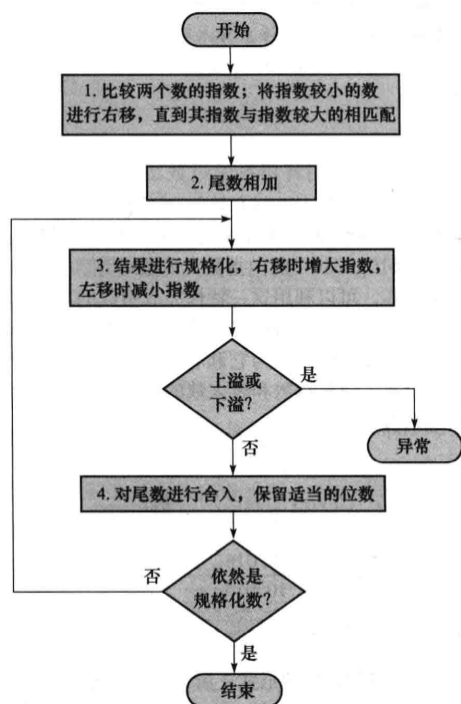 开始
1. 比较两个数的指数；将指数较小的数
进行右移，直到其指数与指数较大的相匹配
2. 尾数相加
3. 结果进行规格化，右移时增大指数，
左移时减小指数
上溢或
下溢？
是
异常
否
4. 对尾数进行舍入，保留适当的位数
否
依然是
规格化数？
是
结束